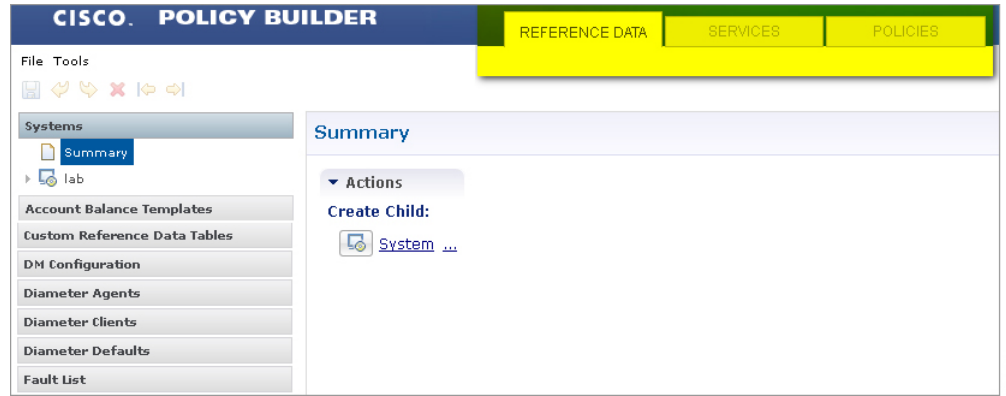 CISCO. POLICY BUILDER
REFERENCE DATA SERVICES POLICIES
File Tools
Systems
Summary
lab
Account Balance Templates
Custom Reference Data Tables
DM Configuration
Diameter Agents
Diameter Clients
Diameter Defaults
Fault List
Summary
Actions
Create Child:
System ...